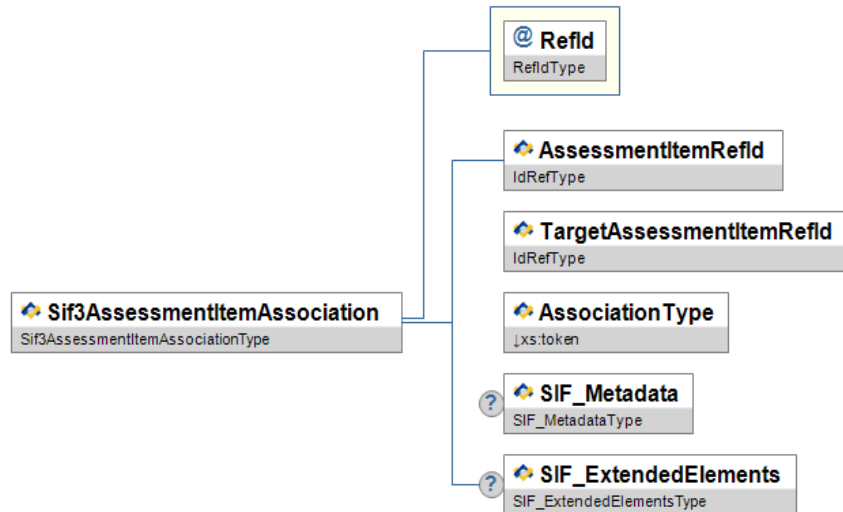 @ RefId
RefIdType
AssessmentItemRefId
IdRefType
TargetAssessmentItemRefId
IdRefType
Sif3AssessmentItemAssociation
Sif3AssessmentItemAssociationType
AssociationType
↓xs:token
? SIF_Metadata
SIF_MetadataType
? SIF_ExtendedElements
SIF_ExtendedElementsType